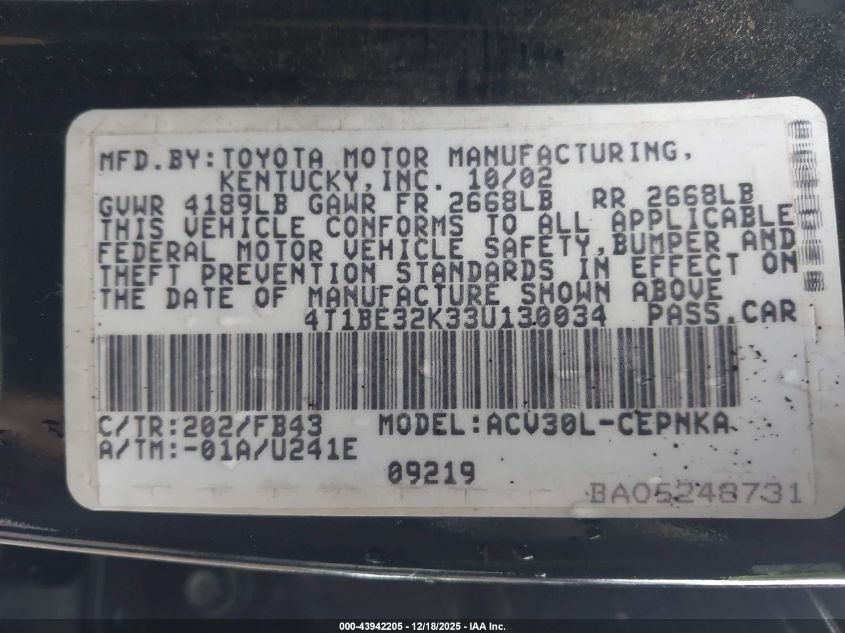 MFD.BY:TOYOTA MOTOR MANUFACTURING,
KENTUCKY,INC. 10/02
GVWR 4189LB GAWR FR 2668LB RR 2668LB
THIS VEHICLE CONFORMS TO ALL APPLICABLE
FEDERAL MOTOR VEHICLE SAFETY,BUMPER AND
THEFT PREVENTION STANDARDS IN EFFECT ON
THE DATE OF MANUFACTURE SHOWN ABOVE
4T1BE32K33U130034 PASS.CAR
C/TR:202/FB43 MODEL:ACV30L-CEPNKA
A/TM:-01A/U241E
09219
BA05248731
000-43942205 - 12/18/2025 - IAA Inc.